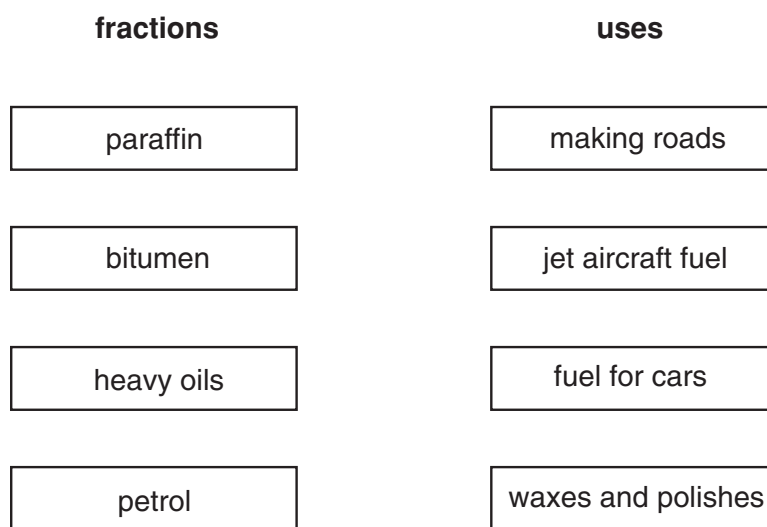 fractions uses
paraffin making roads
bitumen jet aircraft fuel
heavy oils fuel for cars
petrol waxes and polishes